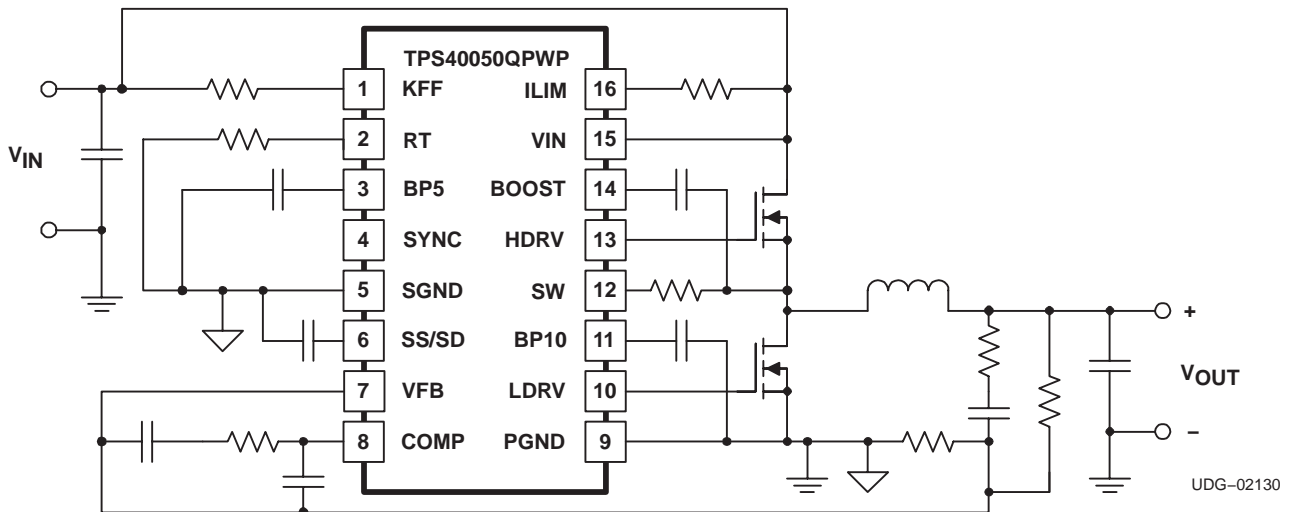 TPS40050QPWP
1 KFF ILIM 16
2 RT VIN 15
3 BP5 BOOST 14
4 SYNC HDRV 13
5 SGND SW 12
6 SS/SD BP10 11
7 VFB LDRV 10
8 COMP PGND 9
VIN
+
VOUT
−
UDG−02130